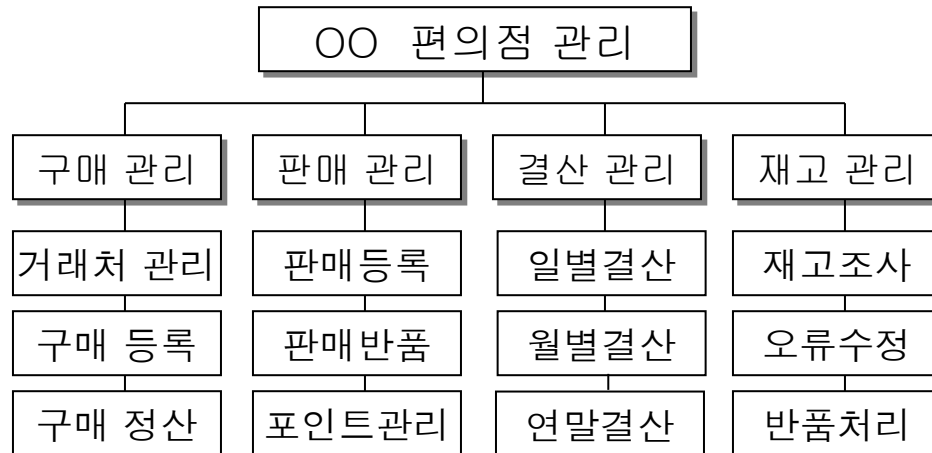 OO 편의점 관리
구매 관리
판매 관리
결산 관리
재고 관리
거래처 관리
판매등록
일별결산
재고조사
구매 등록
판매반품
월별결산
오류수정
구매 정산
포인트관리
연말결산
반품처리